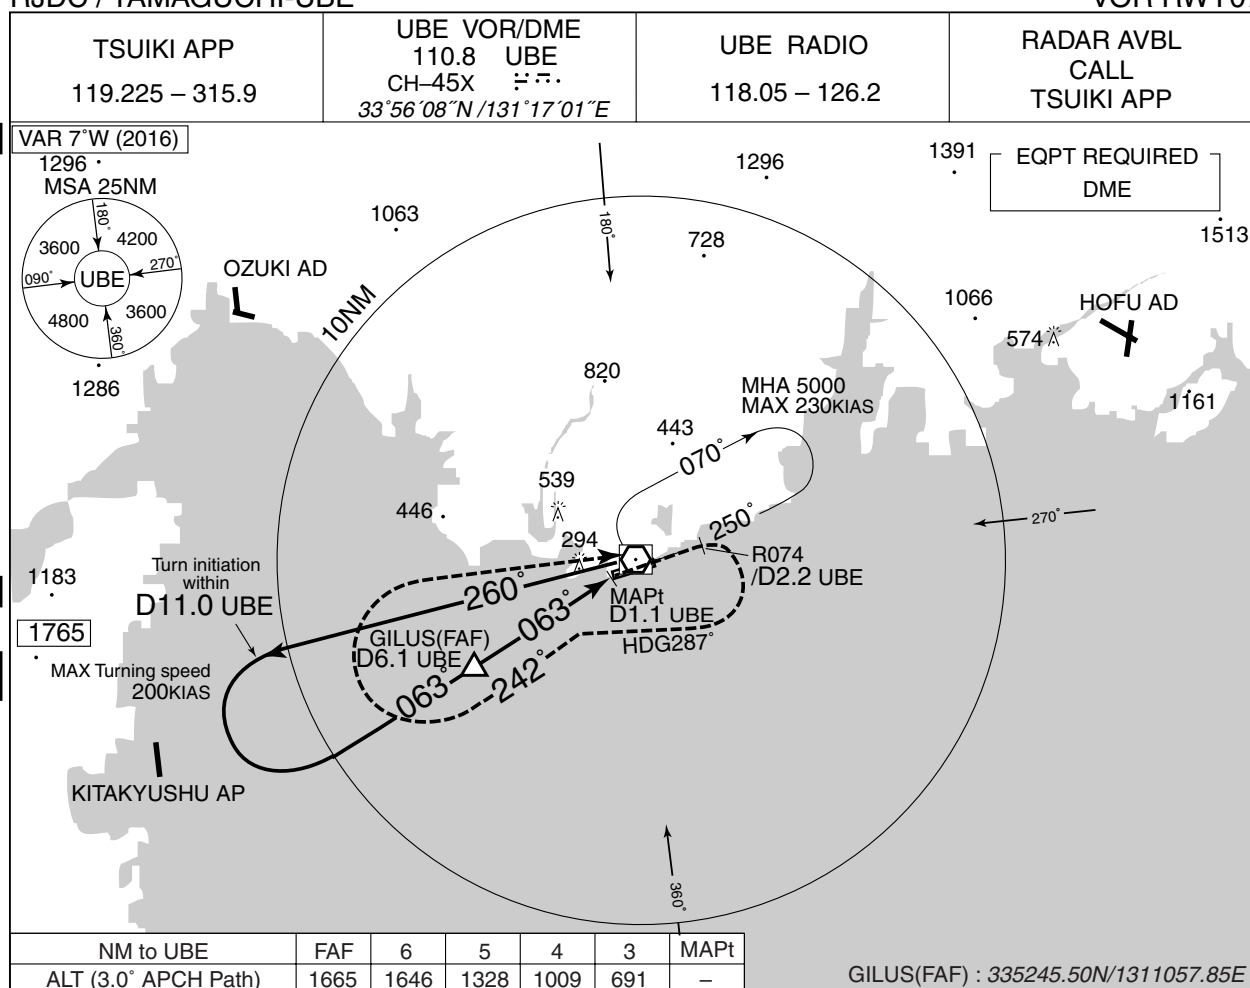 RJDC / YAMAGUCHI-UBE
VOR RWY 07
TSUIKI APP
119.225 – 315.9
UBE VOR/DME
110.8 UBE
CH–45X
33˚56´08˝N /131˚17´01˝E
UBE RADIO
118.05 – 126.2
RADAR AVBL
CALL
TSUIKI APP
VAR 7˚W (2016)
1296
MSA 25NM
180˚
3600
4200
090˚
UBE
270˚
4800
3600
360˚
1286
EQPT REQUIRED
DME
1296
1391
1513
1063
180˚
728
OZUKI AD
10NM
1066
HOFU AD
574
820
MHA 5000
MAX 230KIAS
1161
443
070˚
539
446
250˚
270˚
294
R074
/D2.2 UBE
Turn initiation
within
D11.0 UBE
1183
260˚
063˚
MAPt
D1.1 UBE
1765
GILUS(FAF)
D6.1 UBE
HDG287˚
MAX Turning speed
200KIAS
063˚
242˚
KITAKYUSHU AP
360˚
NM to UBE FAF 6 5 4 3 MAPt
ALT (3.0˚ APCH Path) 1665 1646 1328 1009 691 –
GILUS(FAF) : 335245.50N/1311057.85E